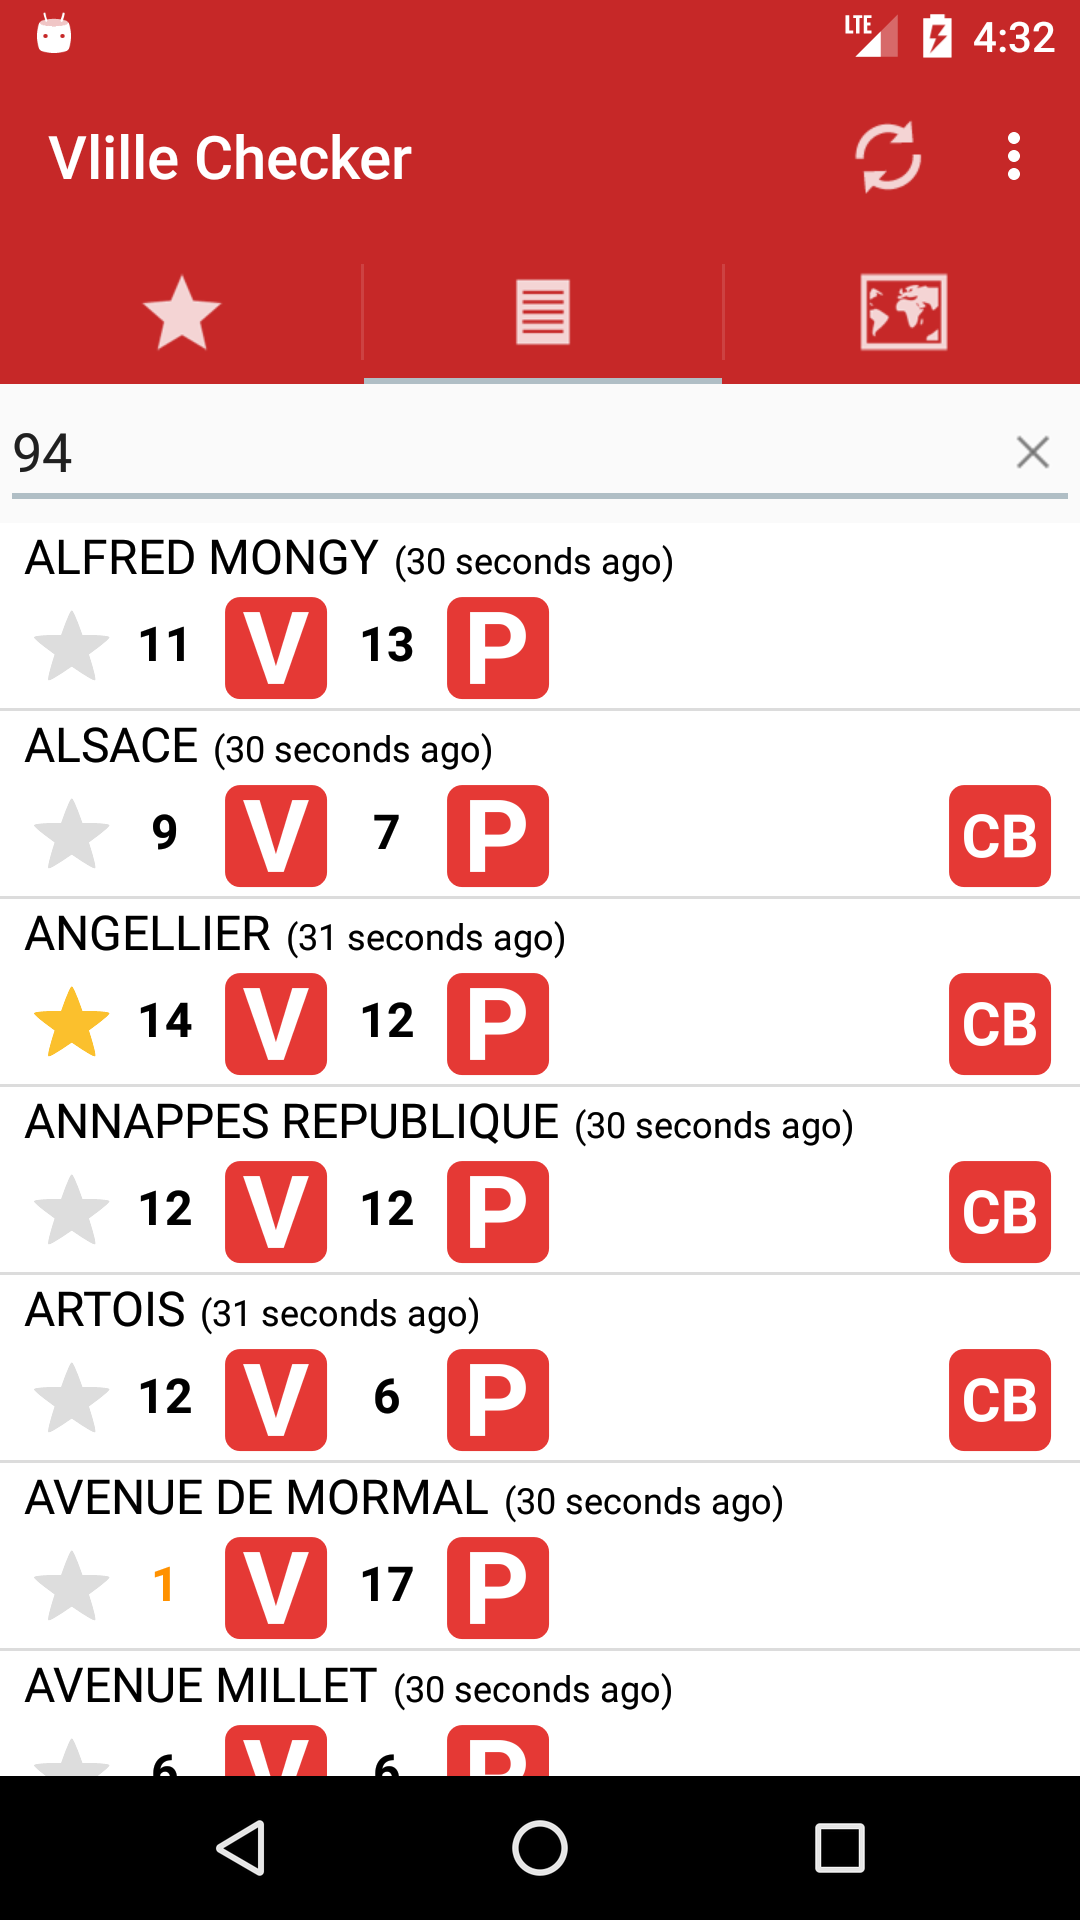 LTE 4:32
Vlille Checker
94
ALFRED MONGY (30 seconds ago)
11 V 13 P
ALSACE (30 seconds ago)
9 V 7 P CB
ANGELLIER (31 seconds ago)
14 V 12 P CB
ANNAPPES REPUBLIQUE (30 seconds ago)
12 V 12 P CB
ARTOIS (31 seconds ago)
12 V 6 P CB
AVENUE DE MORMAL (30 seconds ago)
1 V 17 P
AVENUE MILLET (30 seconds ago)
6 V 6 P